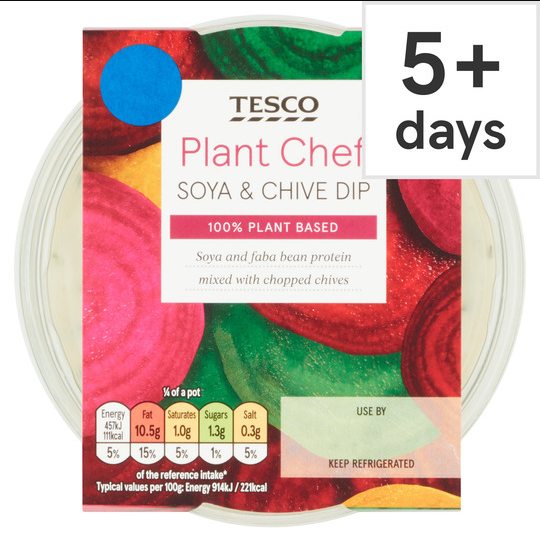 5+
days
TESCO
Plant Chef
SOYA & CHIVE DIP
100% PLANT BASED
Soya and faba bean protein
mixed with chopped chives
¼ of a pot
Energy
457kJ
111kcal
5%
Fat
10.5g
15%
Saturates
1.0g
5%
Sugars
1.3g
1%
Salt
0.3g
5%
of the reference intake*
Typical values per 100g: Energy 914kJ / 221kcal
USE BY
KEEP REFRIGERATED